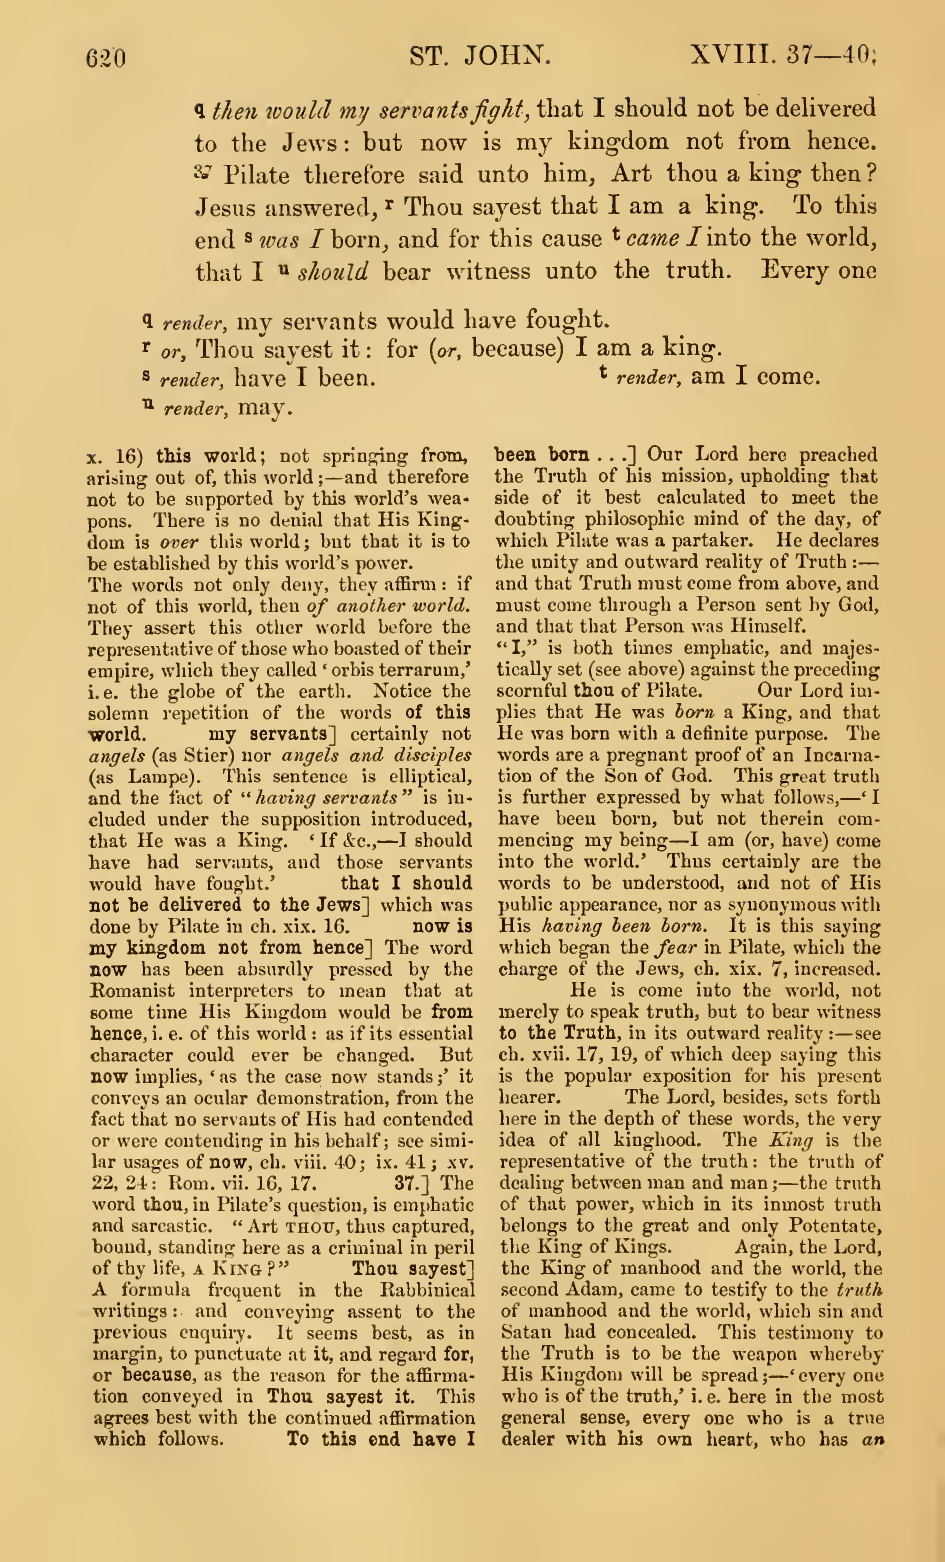 620 ST. JOHN. XVIII. 37—40;
q then would my servants fight, that I should not be delivered
to the Jews: but now is my kingdom not from hence.
37 Pilate therefore said unto him, Art thou a king then?
Jesus answered, r Thou sayest that I am a king. To this
end s was I born, and for this cause t came I into the world,
that I u should bear witness unto the truth. Every one
q render, my servants would have fought.
r or, Thou sayest it: for (or, because) I am a king.
s render, have I been. t render, am I come.
u render, may.
x. 16) this world; not springing from,
arising out of, this world;—and therefore
not to be supported by this world's wea-
pons. There is no denial that His King-
dom is over this world; but that it is to
be established by this world's power.
The words not only deny, they affirm: if
not of this world, then of another world.
They assert this other world before the
representative of those who boasted of their
empire, which they called 'orbis terrarum,'
i. e. the globe of the earth. Notice the
solemn repetition of the words of this
world. my servants] certainly not
angels (as Stier) nor angels and disciples
(as Lampe). This sentence is elliptical,
and the fact of "having servants" is in-
cluded under the supposition introduced,
that He was a King. 'If &c.,—I should
have had servants, and those servants
would have fought.' that I should
not be delivered to the Jews] which was
done by Pilate in ch. xix. 16. now is
my kingdom not from hence] The word
now has been absurdly pressed by the
Romanist interpreters to mean that at
some time His Kingdom would be from
hence, i. e. of this world: as if its essential
character could ever be changed. But
now implies, 'as the case now stands;' it
conveys an ocular demonstration, from the
fact that no servants of His had contended
or were contending in his behalf; see simi-
lar usages of now, ch. viii. 40; ix. 41; xv.
22, 24: Rom. vii. 16, 17. 37.] The
word thou, in Pilate's question, is emphatic
and sarcastic. "Art THOU, thus captured,
bound, standing here as a criminal in peril
of thy life, A KING?" Thou sayest]
A formula frequent in the Rabbinical
writings: and conveying assent to the
previous enquiry. It seems best, as in
margin, to punctuate at it, and regard for,
or because, as the reason for the affirma-
tion conveyed in Thou sayest it. This
agrees best with the continued affirmation
which follows. To this end have I
been born . . .] Our Lord here preached
the Truth of his mission, upholding that
side of it best calculated to meet the
doubting philosophic mind of the day, of
which Pilate was a partaker. He declares
the unity and outward reality of Truth:—
and that Truth must come from above, and
must come through a Person sent by God,
and that that Person was Himself.
"I," is both times emphatic, and majes-
tically set (see above) against the preceding
scornful thou of Pilate. Our Lord im-
plies that He was born a King, and that
He was born with a definite purpose. The
words are a pregnant proof of an Incarna-
tion of the Son of God. This great truth
is further expressed by what follows,—'I
have been born, but not therein com-
mencing my being—I am (or, have) come
into the world.' Thus certainly are the
words to be understood, and not of His
public appearance, nor as synonymous with
His having been born. It is this saying
which began the fear in Pilate, which the
charge of the Jews, ch. xix. 7, increased.
He is come into the world, not
merely to speak truth, but to bear witness
to the Truth, in its outward reality:—see
ch. xvii. 17, 19, of which deep saying this
is the popular exposition for his present
hearer. The Lord, besides, sets forth
here in the depth of these words, the very
idea of all kinghood. The King is the
representative of the truth: the truth of
dealing between man and man;—the truth
of that power, which in its inmost truth
belongs to the great and only Potentate,
the King of Kings. Again, the Lord,
the King of manhood and the world, the
second Adam, came to testify to the truth
of manhood and the world, which sin and
Satan had concealed. This testimony to
the Truth is to be the weapon whereby
His Kingdom will be spread;—'every one
who is of the truth,' i. e. here in the most
general sense, every one who is a true
dealer with his own heart, who has an